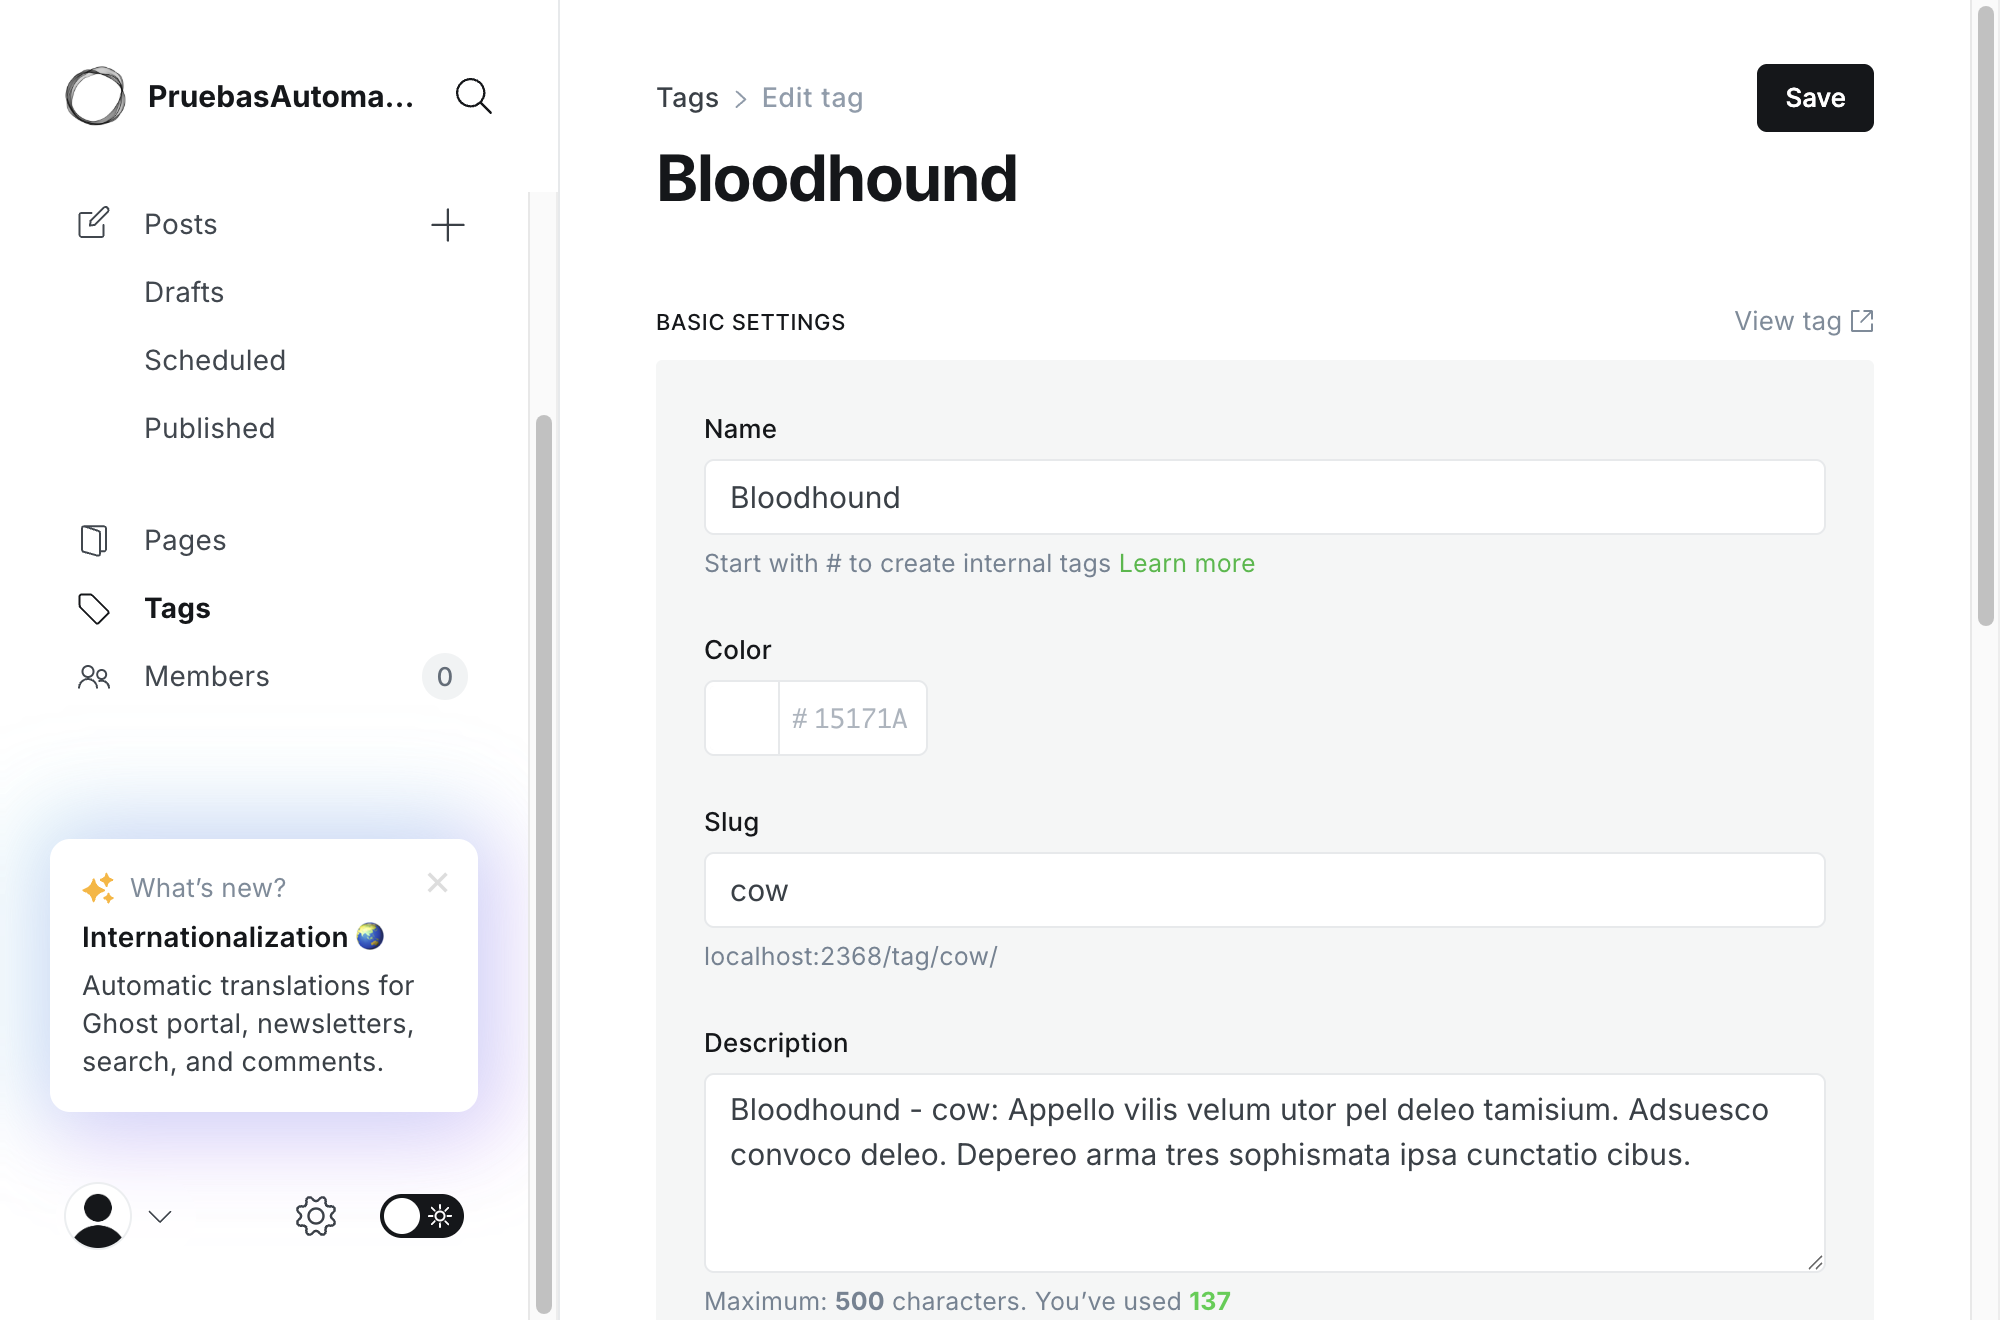 PruebasAutoma...
Posts
Drafts
Scheduled
Published
Pages
Tags
Members
0
What’s new?
Internationalization 🌏
Automatic translations for
Ghost portal, newsletters,
search, and comments.
Tags > Edit tag
Save
Bloodhound
BASIC SETTINGS
View tag
Name
Bloodhound
Start with # to create internal tags Learn more
Color
# 15171A
Slug
cow
localhost:2368/tag/cow/
Description
Bloodhound - cow: Appello vilis velum utor pel deleo tamisium. Adsuesco
convoco deleo. Depereo arma tres sophismata ipsa cunctatio cibus.
Maximum: 500 characters. You’ve used 137